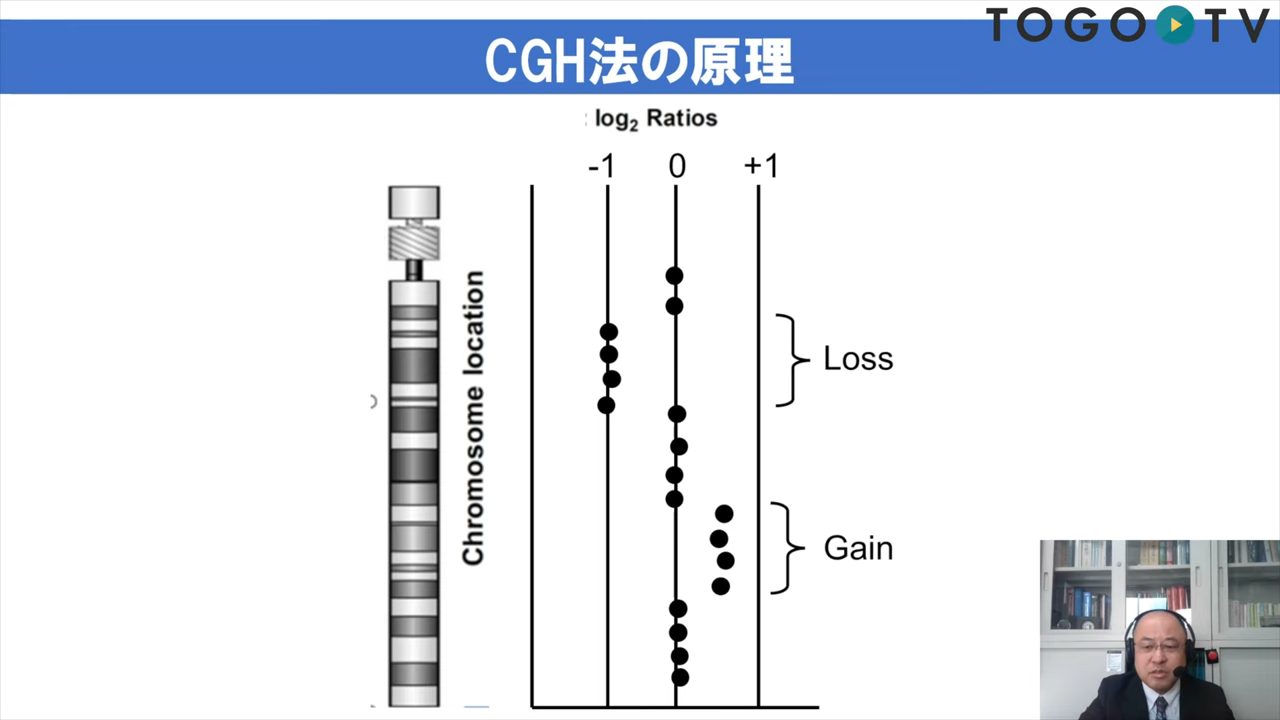 TOGO TV
CGH法の原理
log₂ Ratios
-1 0 +1
Chromosome location
Loss
Gain